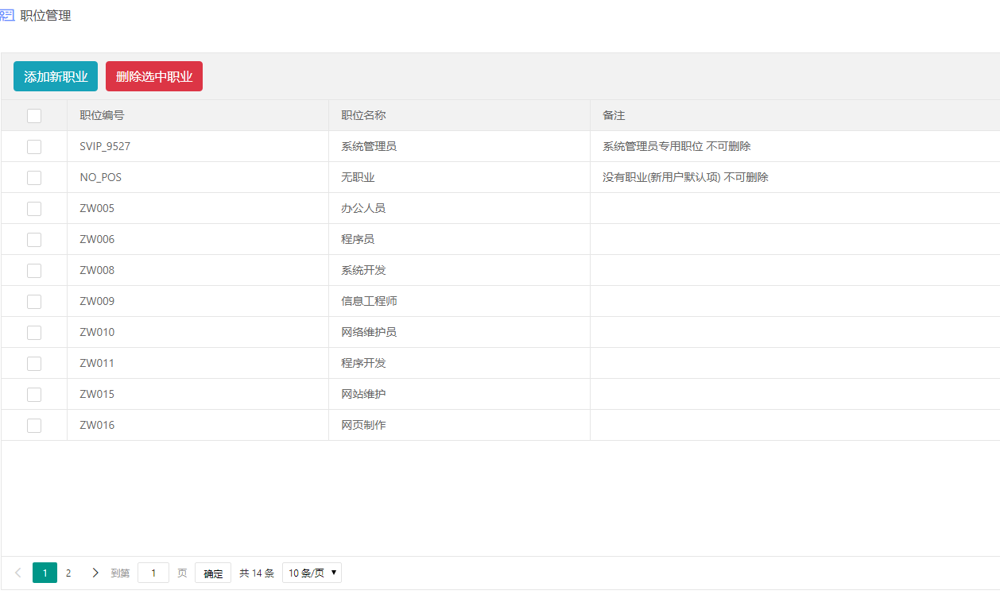 职位管理
添加新职业 删除选中职业
职位编号 职位名称 备注
SVIP_9527 系统管理员 系统管理员专用职位 不可删除
NO_POS 无职业 没有职业(新用户默认项) 不可删除
ZW005 办公人员
ZW006 程序员
ZW008 系统开发
ZW009 信息工程师
ZW010 网络维护员
ZW011 程序开发
ZW015 网站维护
ZW016 网页制作
1 2 到第 1 页 确定 共 14 条 10 条/页